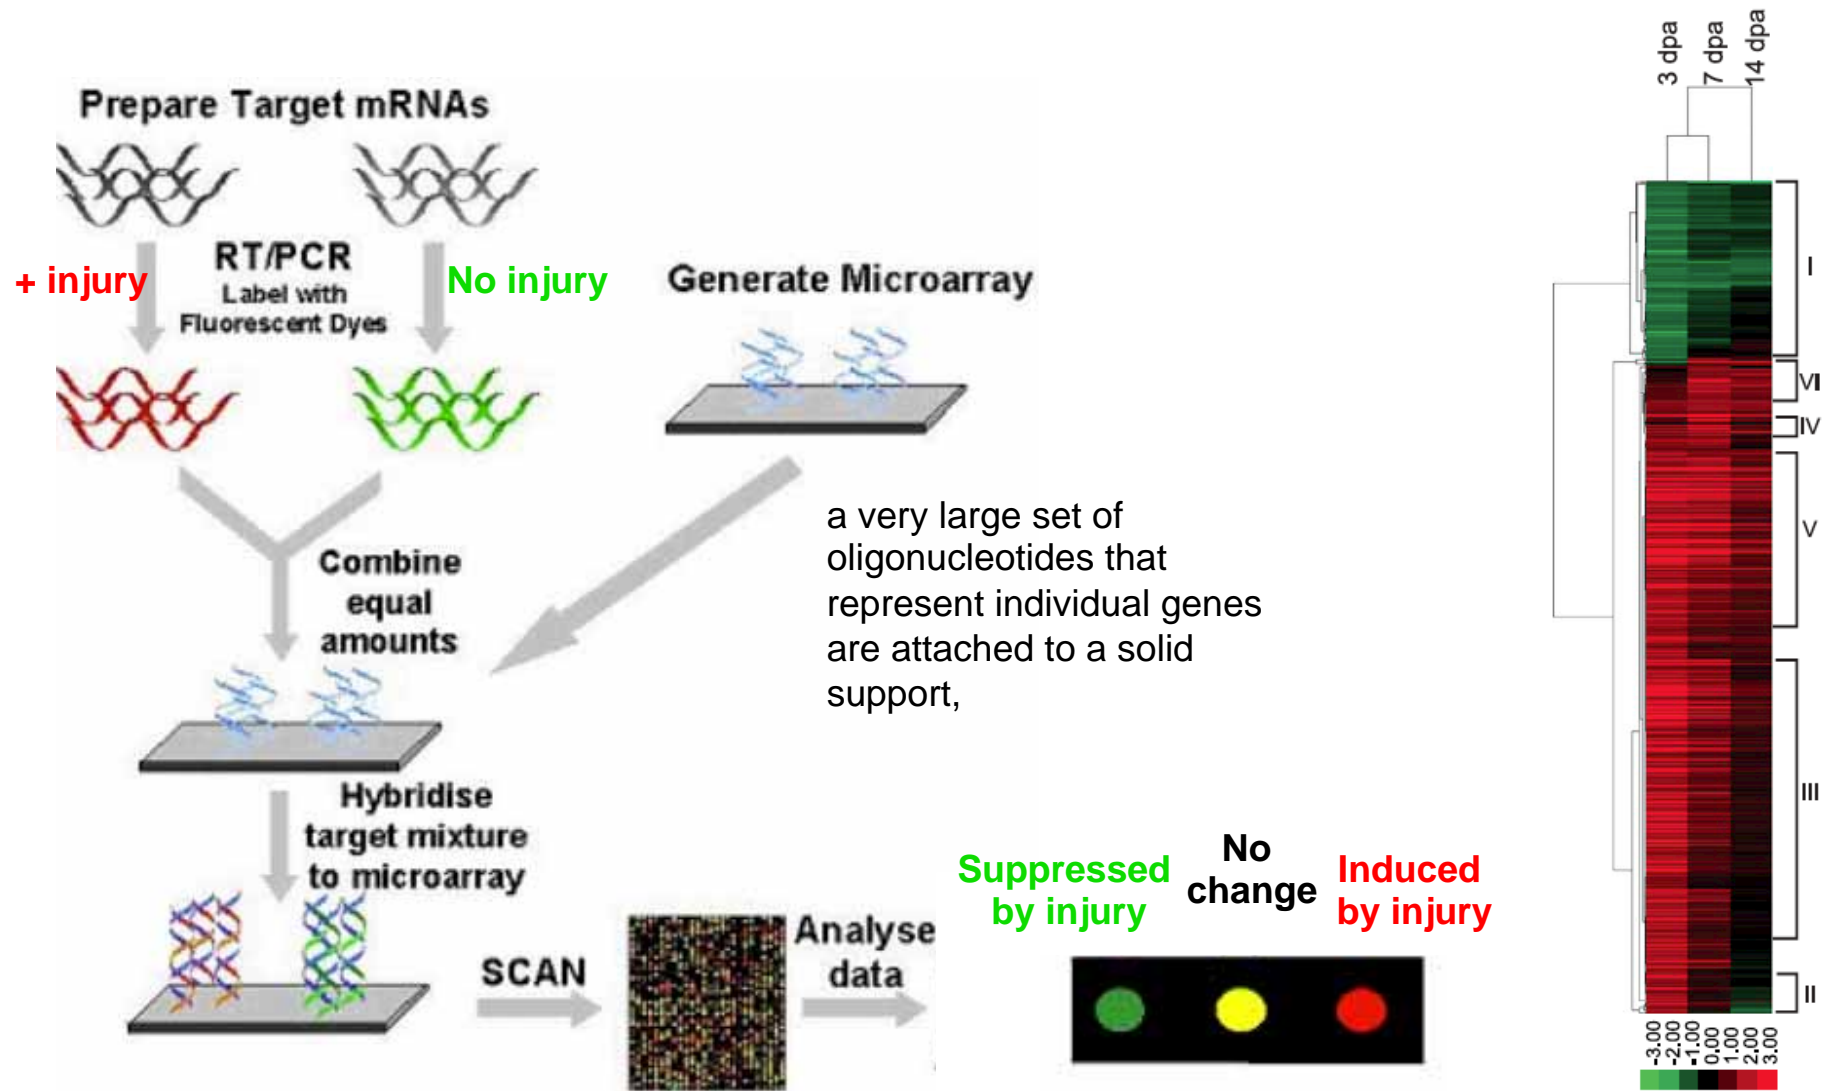 Prepare Target mRNAs
+ injury
RT/PCR
Label with
Fluorescent Dyes
No injury
Generate Microarray
a very large set of
oligonucleotides that
represent individual genes
are attached to a solid
support,
Combine
equal
amounts
Hybridise
target mixture
to microarray
SCAN
Analyse
data
Suppressed
by injury
No
change
Induced
by injury
3 dpa
7 dpa
14 dpa
I
VII
IV
V
III
II
-3.00
-2.00
-1.00
0.00
1.00
2.00
3.00